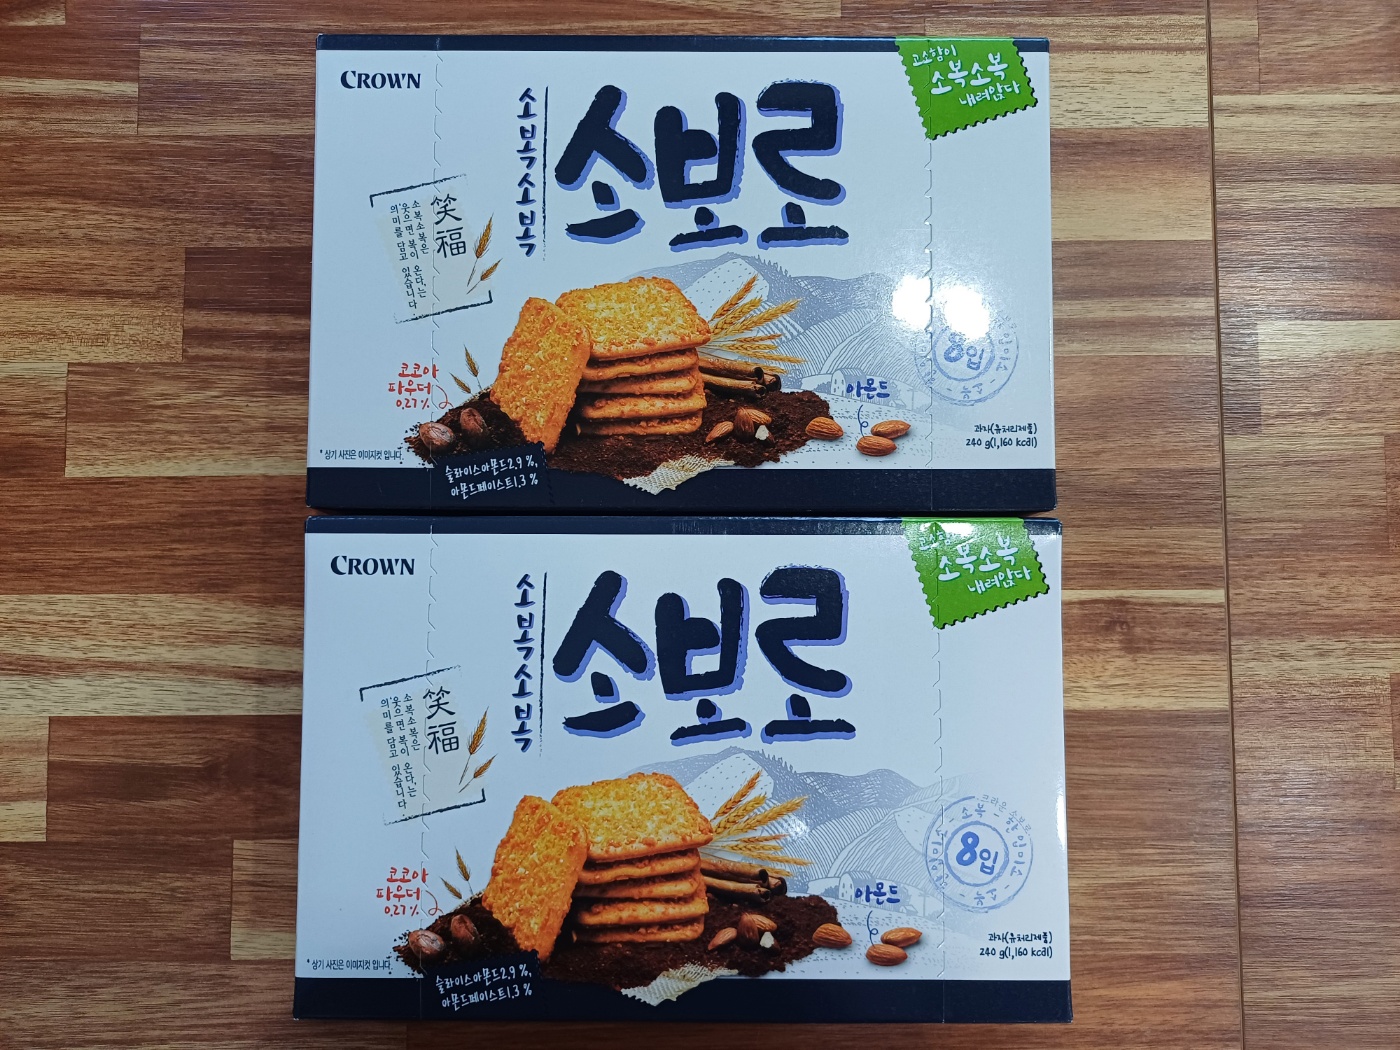 CROWN
소복소복
소보로
고소함이
소복소복
내려앉다
笑福
소복소복은
'웃으면 복이 온다'는
의미를 담고 있습니다
코코아
파우더
0.27%
아몬드
8입
과자(유처리제품)
240 g(1,160 kcal)
* 상기 사진은 이미지컷 입니다.
슬라이스아몬드2.9 %,
아몬드페이스트1.3 %
CROWN
소복소복
소보로
소복소복
내려앉다
笑福
소복소복은
'웃으면 복이 온다'는
의미를 담고 있습니다
코코아
파우더
0.27%
아몬드
8입
과자(유처리제품)
240 g(1,160 kcal)
* 상기 사진은 이미지컷 입니다.
슬라이스아몬드2.9 %,
아몬드페이스트1.3 %